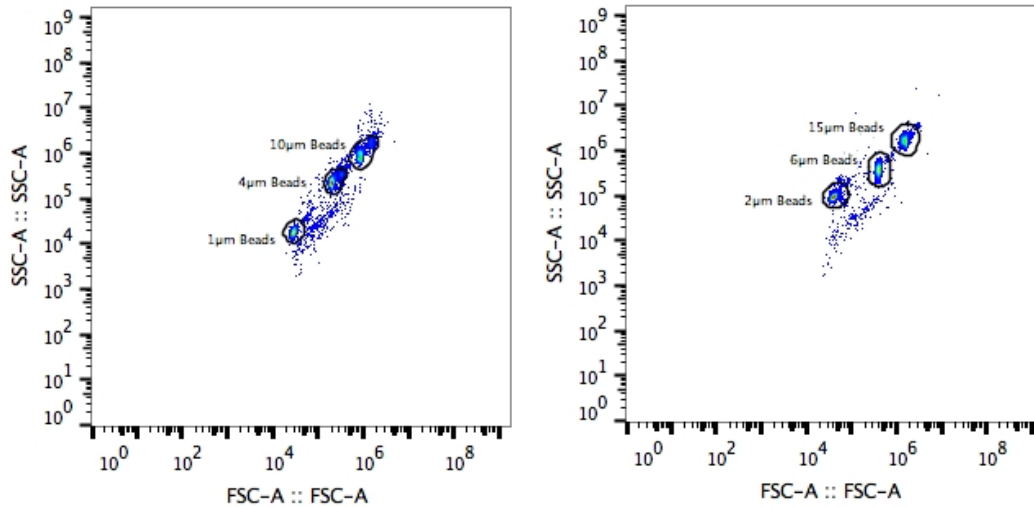 10⁹
10⁸
10⁷
10⁶
10⁵
10⁴
10³
10²
10¹
10⁰
SSC-A :: SSC-A
10μm Beads
4μm Beads
1μm Beads
10⁰ 10² 10⁴ 10⁶ 10⁸
FSC-A :: FSC-A
10⁹
10⁸
10⁷
10⁶
10⁵
10⁴
10³
10²
10¹
10⁰
SSC-A :: SSC-A
15μm Beads
6μm Beads
2μm Beads
10⁰ 10² 10⁴ 10⁶ 10⁸
FSC-A :: FSC-A